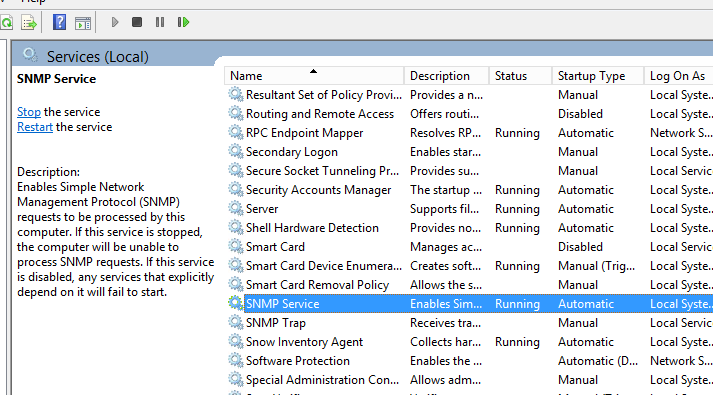 Help
Services (Local)
SNMP Service
Stop the service
Restart the service
Description:
Enables Simple Network
Management Protocol (SNMP)
requests to be processed by this
computer. If this service is stopped,
the computer will be unable to
process SNMP requests. If this service
is disabled, any services that explicitly
depend on it will fail to start.
Name Description Status Startup Type Log On As
Resultant Set of Policy Provi... Provides a n... Manual Local Syste...
Routing and Remote Access Offers routi... Disabled Local Syste...
RPC Endpoint Mapper Resolves RP... Running Automatic Network S...
Secondary Logon Enables star... Manual Local Syste...
Secure Socket Tunneling Pr... Provides su... Manual Local Servic
Security Accounts Manager The startup ... Running Automatic Local Syste...
Server Supports fil... Running Automatic Local Syste...
Shell Hardware Detection Provides no... Running Automatic Local Syste...
Smart Card Manages ac... Disabled Local Servic
Smart Card Device Enumera... Creates soft... Running Manual (Trig... Local Syste...
Smart Card Removal Policy Allows the s... Manual Local Syste...
SNMP Service Enables Sim... Running Automatic Local Syste...
SNMP Trap Receives tra... Manual Local Servic
Snow Inventory Agent Collects har... Running Automatic Local Syste...
Software Protection Enables the ... Automatic (D... Network S...
Special Administration Con... Allows adm... Manual Local Syste...